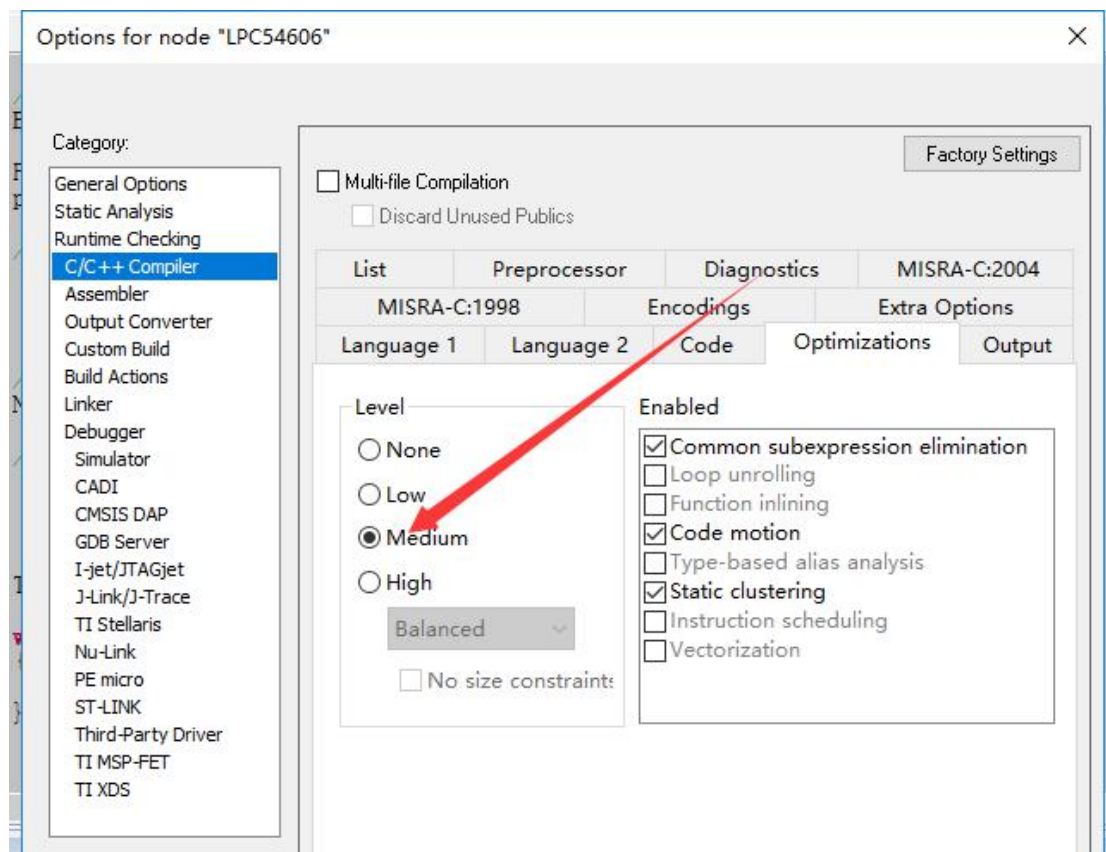 Options for node "LPC54606"
Category:
General Options
Static Analysis
Runtime Checking
C/C++ Compiler
Assembler
Output Converter
Custom Build
Build Actions
Linker
Debugger
Simulator
CADI
CMSIS DAP
GDB Server
I-jet/JTAGjet
J-Link/J-Trace
TI Stellaris
Nu-Link
PE micro
ST-LINK
Third-Party Driver
TI MSP-FET
TI XDS
Factory Settings
Multi-file Compilation
Discard Unused Publics
List Preprocessor Diagnostics MISRA-C:2004
MISRA-C:1998 Encodings Extra Options
Language 1 Language 2 Code Optimizations Output
Level
None
Low
Medium
High
Balanced
No size constraints
Enabled
Common subexpression elimination
Loop unrolling
Function inlining
Code motion
Type-based alias analysis
Static clustering
Instruction scheduling
Vectorization